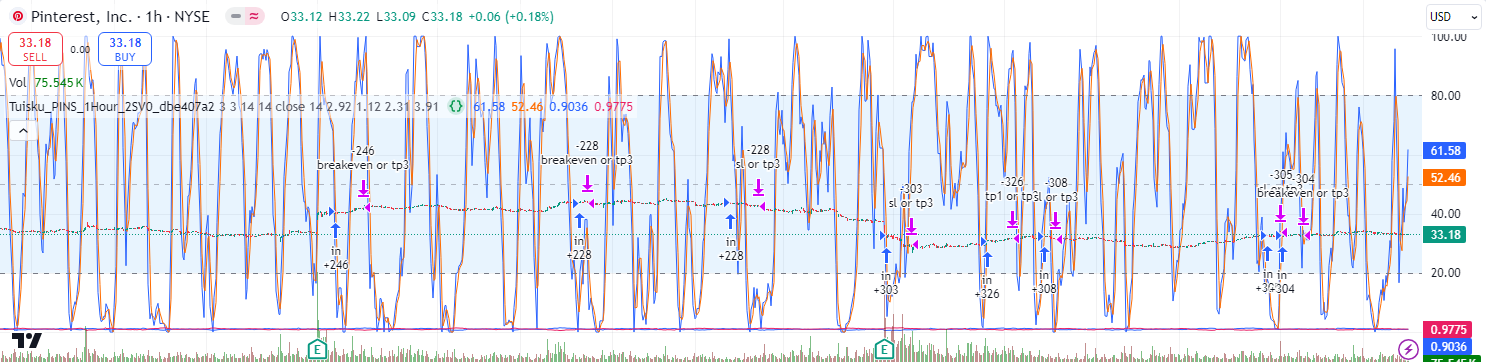 Pinterest, Inc. · 1h · NYSE O33.12 H33.22 L33.09 C33.18 +0.06 (+0.18%)
USD
33.18 SELL
0.00
33.18 BUY
100.00
Vol 75.545 K
80.00
Tuisku_PINS_1Hour_2SV0_dbe407a2 3 3 14 14 close 14 2.92 1.12 2.31 3.91 61.58 52.46 0.9036 0.9775
61.58
52.46
40.00
33.18
20.00
-246
breakeven or tp3
-228
breakeven or tp3
-228
sl or tp3
-303
sl or tp3
-326
tp1 or
-308
sl or tp3
-305
-304
breakeven or tp3
in
+246
in
+228
in
+228
in
+303
in
+326
in
+308
in
in
+304
E
E
0.9775
0.9036
75.545 K